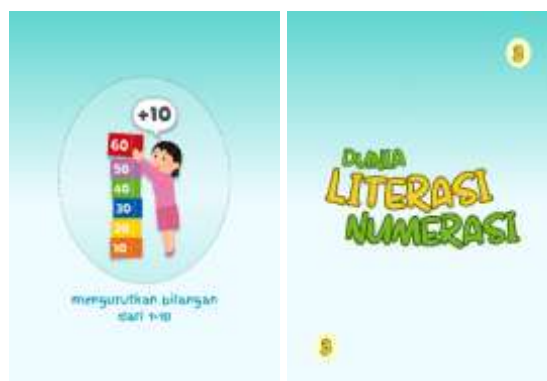 +10
60
50
40
30
20
10
mengurutkan bilangan
dari 1-10
DUNIA
LITERASI
NUMERASI